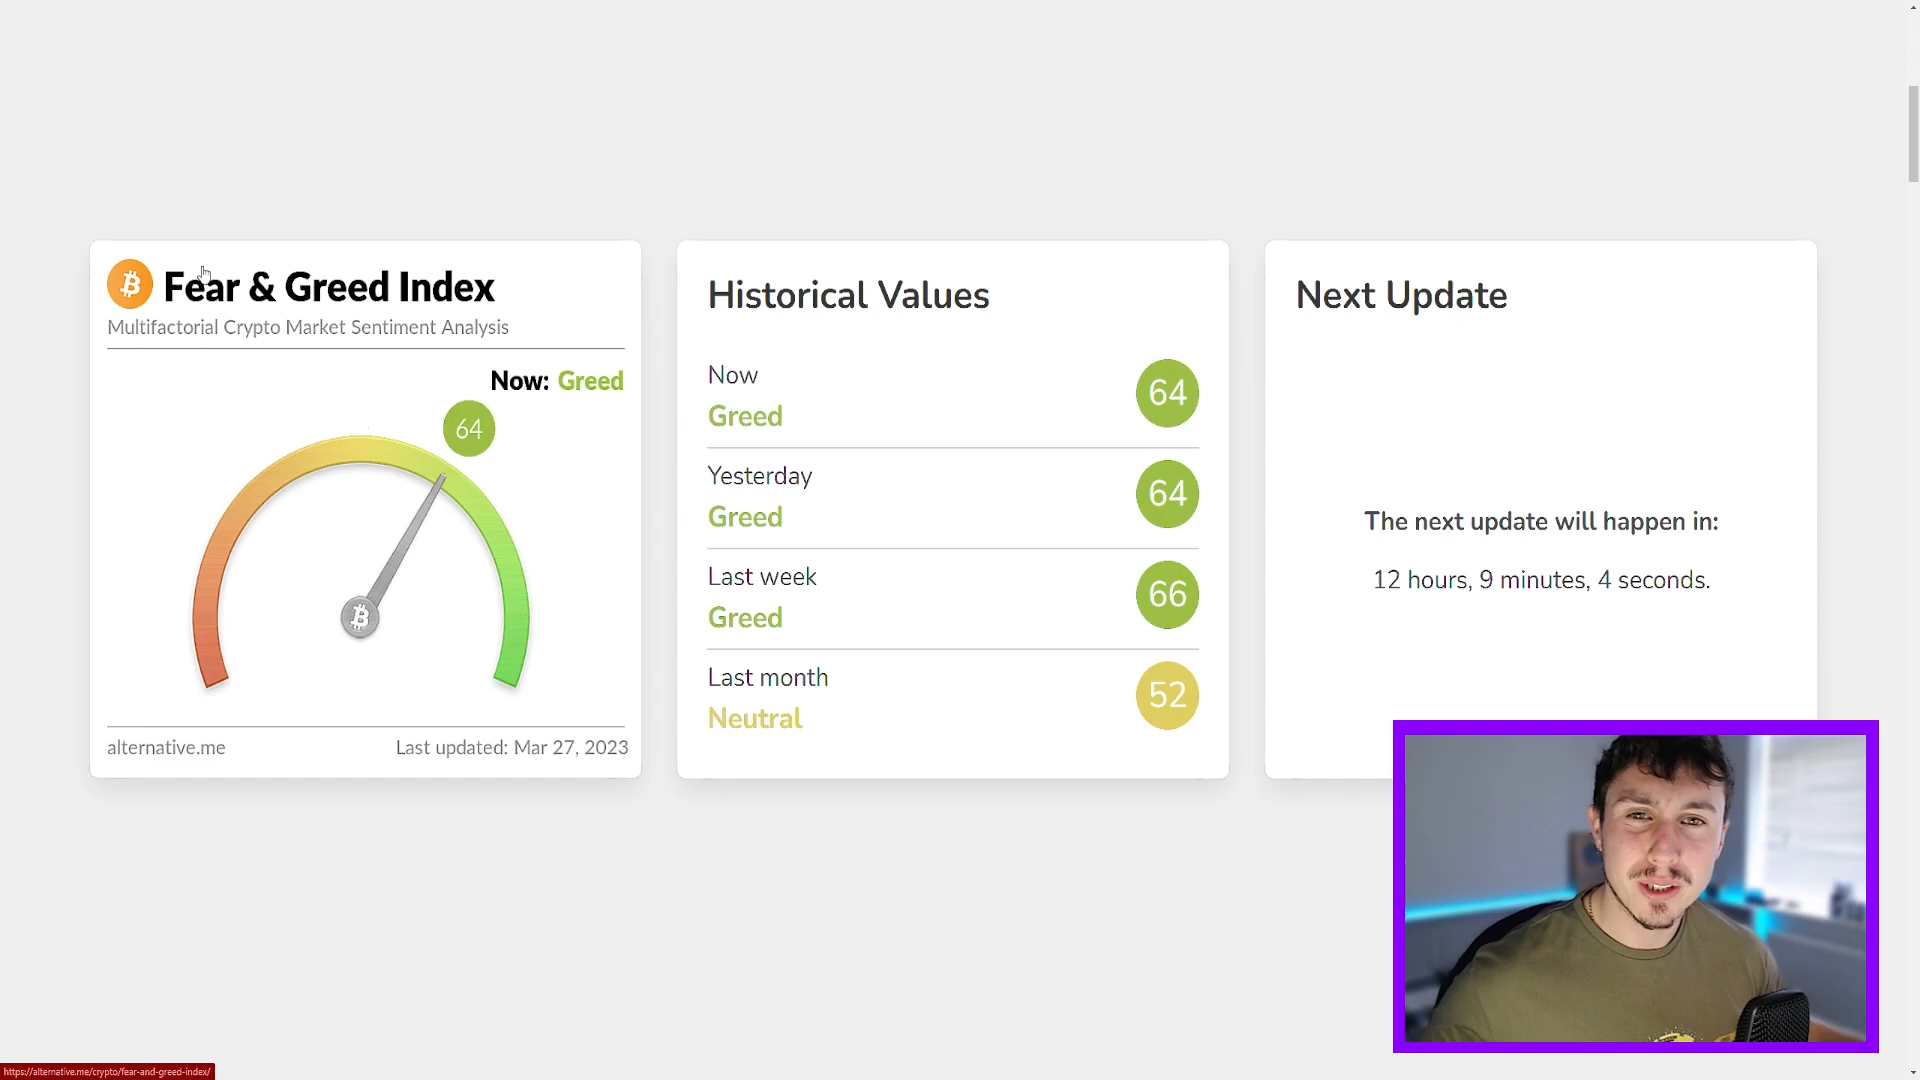 Fear & Greed Index
Multifactorial Crypto Market Sentiment Analysis
Now: Greed
64
alternative.me
Last updated: Mar 27, 2023
Historical Values
Now
Greed
64
Yesterday
Greed
64
Last week
Greed
66
Last month
Neutral
52
Next Update
The next update will happen in:
12 hours, 9 minutes, 4 seconds.
https://alternative.me/crypto/fear-and-greed-index/